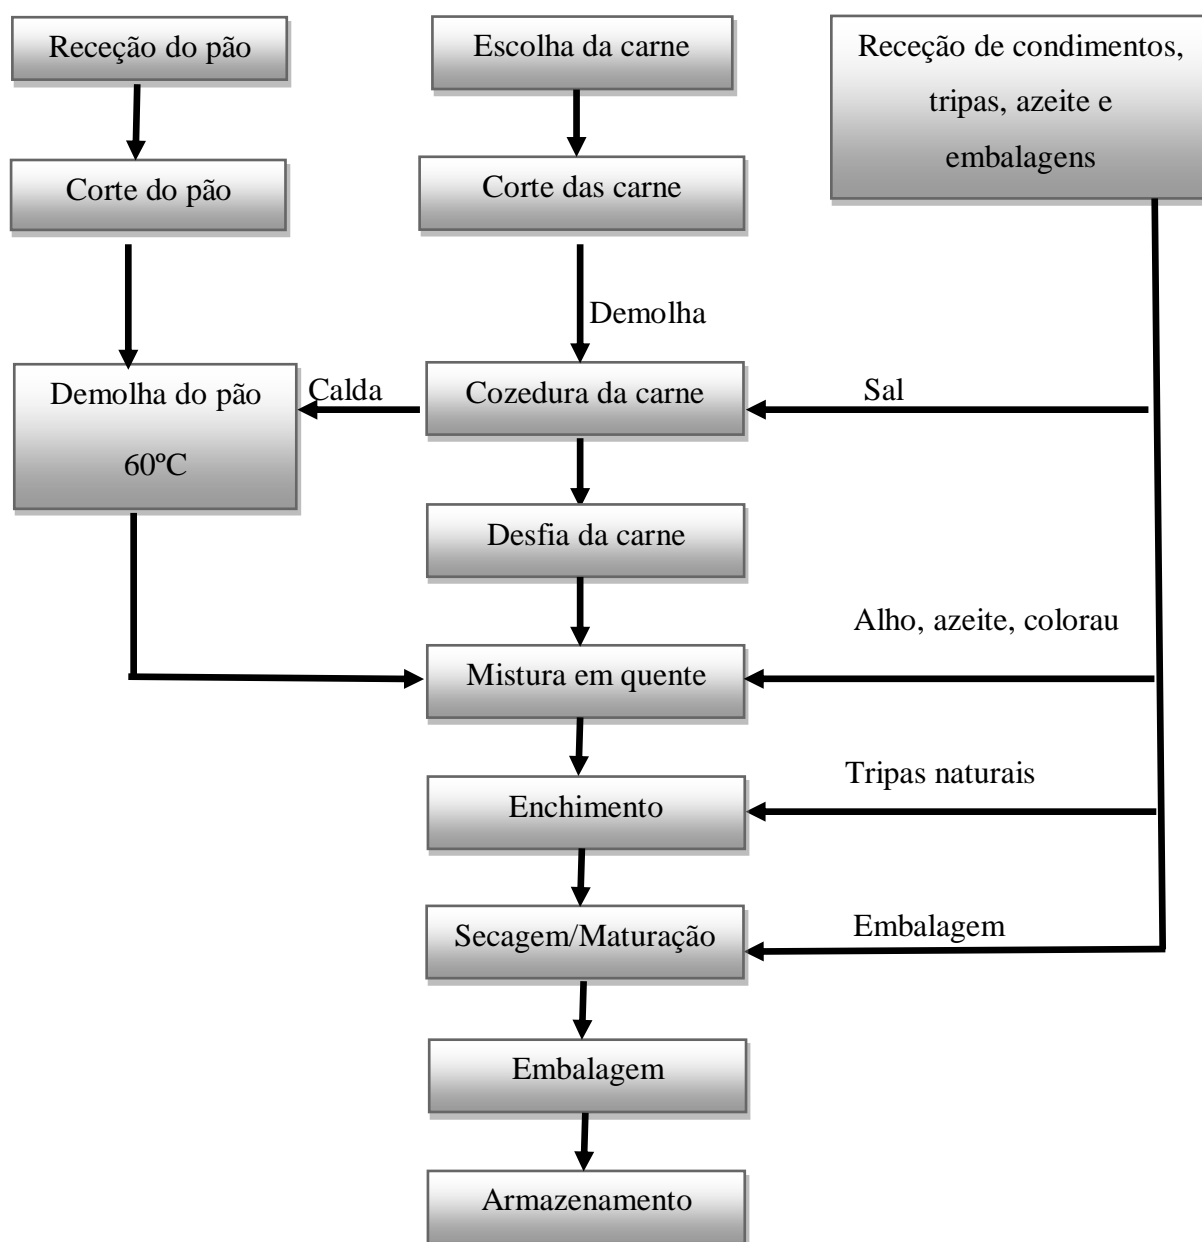 Receção do pão
Escolha da carne
Receção de condimentos,
tripas, azeite e
embalagens
Corte do pão
Corte das carne
Demolha
Demolha do pão
60ºC
Calda
Cozedura da carne
Sal
Desfia da carne
Alho, azeite, colorau
Mistura em quente
Tripas naturais
Enchimento
Embalagem
Secagem/Maturação
Embalagem
Armazenamento